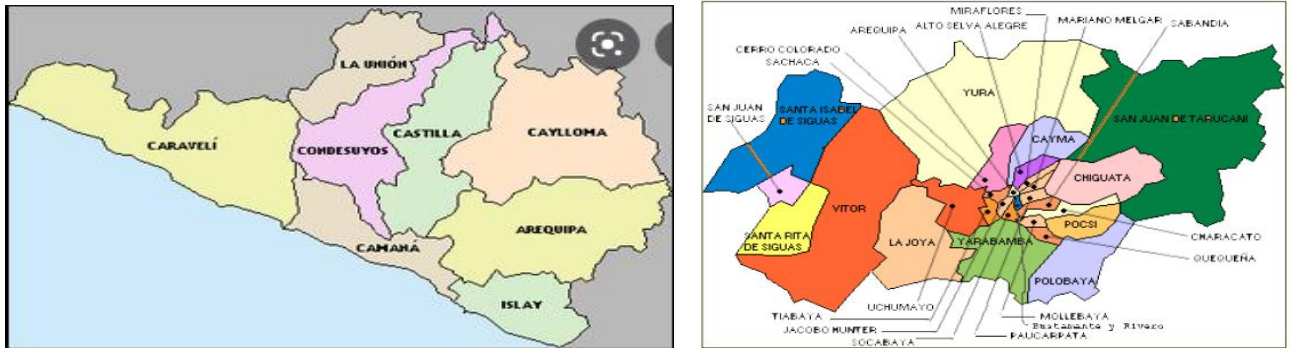 LA UNIÓN
CARAVELÍ
CONDESUYOS
CASTILLA
CAYLLOMA
AREQUIPA
CAMANÁ
ISLAY
MIRAFLORES
ALTO SELVA ALEGRE
MARIANO MELGAR
AREQUIPA
SABANDIA
CERRO COLORADO
SACHACA
YURA
SAN JUAN
DE SIGUAS
SANTA ISABEL
DE SIGUAS
SAN JUAN DE TARUCANI
CAYMA
CHIGUATA
VITOR
SANTA RITA
DE SIGUAS
LA JOYA
YARABAMBA
POCSI
CHARACATO
QUEQUEÑA
POLOBAYA
UCHUMAYO
TIABAYA
JACOBO HUNTER
SOCABAYA
MOLLEBAYA
Bustamante y Rivero
PAUCARPATA